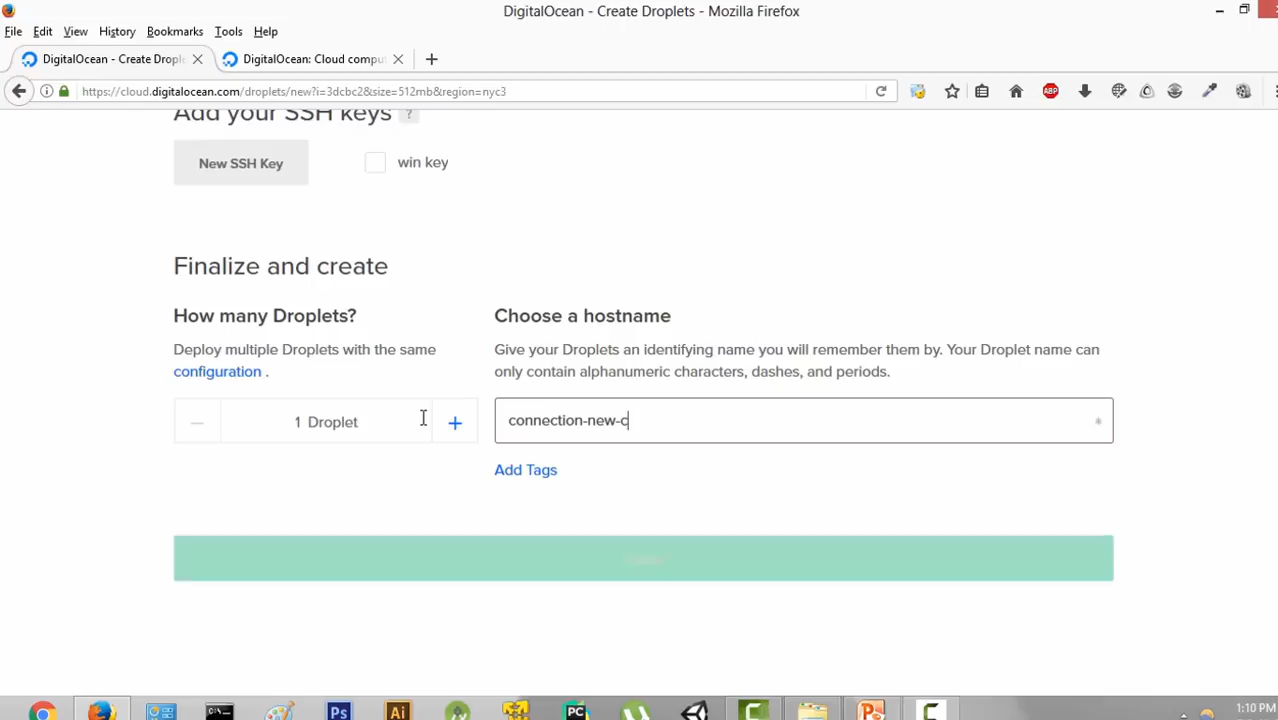 DigitalOcean - Create Droplets - Mozilla Firefox
File Edit View History Bookmarks Tools Help
DigitalOcean - Create Drople
DigitalOcean: Cloud compu
https://cloud.digitalocean.com/droplets/new?i=3dcbc2&size=512mb&region=nyc3
ABP
Add your SSH keys ?
New SSH Key
win key
Finalize and create
How many Droplets?
Deploy multiple Droplets with the same
configuration .
1 Droplet
Choose a hostname
Give your Droplets an identifying name you will remember them by. Your Droplet name can
only contain alphanumeric characters, dashes, and periods.
connection-new-c
*
Add Tags
Ps
Ai
PC
1:10 PM